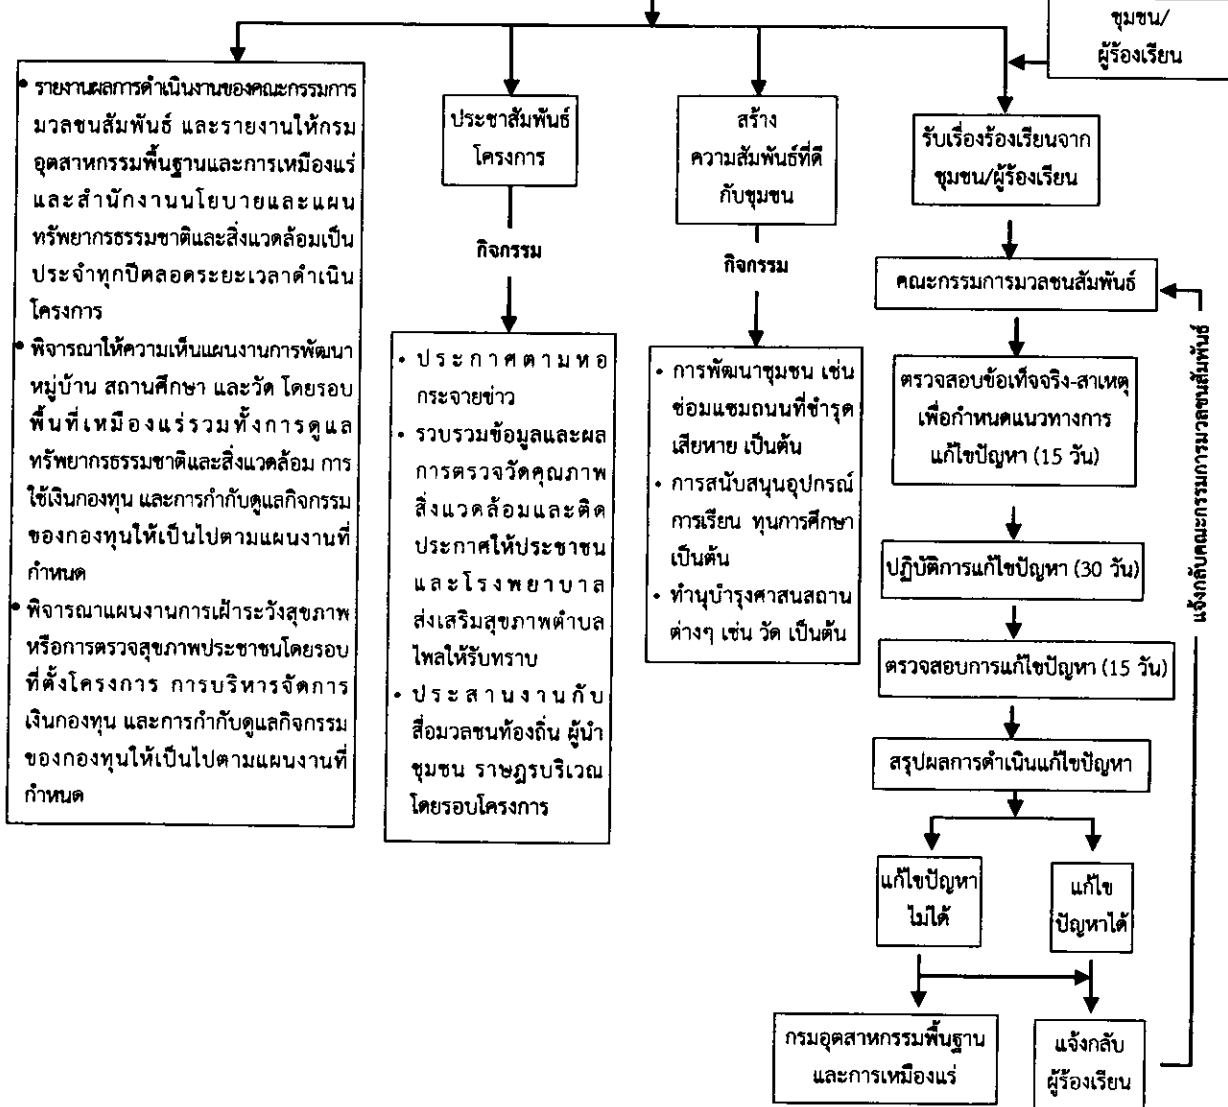 ชุมชน/
ผู้ร้องเรียน
• รายงานผลการดำเนินงานของคณะกรรมการ
มวลชนสัมพันธ์ และรายงานให้กรม
อุตสาหกรรมพื้นฐานและการเหมืองแร่
และสำนักงานนโยบายและแผน
ทรัพยากรธรรมชาติและสิ่งแวดล้อมเป็น
ประจำทุกปีตลอดระยะเวลาดำเนิน
โครงการ
• พิจารณาให้ความเห็นแผนงานการพัฒนา
หมู่บ้าน สถานศึกษา และวัด โดยรอบ
พื้นที่เหมืองแร่รวมทั้งการดูแล
ทรัพยากรธรรมชาติและสิ่งแวดล้อม การ
ใช้เงินกองทุน และการกำกับดูแลกิจกรรม
ของกองทุนให้เป็นไปตามแผนงานที่
กำหนด
• พิจารณาแผนงานการเฝ้าระวังสุขภาพ
หรือการตรวจสุขภาพประชาชนโดยรอบ
ที่ตั้งโครงการ การบริหารจัดการ
เงินกองทุน และการกำกับดูแลกิจกรรม
ของกองทุนให้เป็นไปตามแผนงานที่
กำหนด
ประชาสัมพันธ์
โครงการ
กิจกรรม
• ประกาศตามหอ
กระจายข่าว
• รวบรวมข้อมูลและผล
การตรวจวัดคุณภาพ
สิ่งแวดล้อมและติด
ประกาศให้ประชาชน
และโรงพยาบาล
ส่งเสริมสุขภาพตำบล
ไพลให้รับทราบ
• ประสานงานกับ
สื่อมวลชนท้องถิ่น ผู้นำ
ชุมชน ราษฎรบริเวณ
โดยรอบโครงการ
สร้าง
ความสัมพันธ์ที่ดี
กับชุมชน
กิจกรรม
• การพัฒนาชุมชน เช่น
ซ่อมแซมถนนที่ชำรุด
เสียหาย เป็นต้น
• การสนับสนุนอุปกรณ์
การเรียน ทุนการศึกษา
เป็นต้น
• ทำนุบำรุงศาสนสถาน
ต่างๆ เช่น วัด เป็นต้น
รับเรื่องร้องเรียนจาก
ชุมชน/ผู้ร้องเรียน
คณะกรรมการมวลชนสัมพันธ์
ตรวจสอบข้อเท็จจริง-สาเหตุ
เพื่อกำหนดแนวทางการ
แก้ไขปัญหา (15 วัน)
ปฏิบัติการแก้ไขปัญหา (30 วัน)
ตรวจสอบการแก้ไขปัญหา (15 วัน)
สรุปผลการดำเนินแก้ไขปัญหา
แก้ไขปัญหา
ไม่ได้
แก้ไข
ปัญหาได้
กรมอุตสาหกรรมพื้นฐาน
และการเหมืองแร่
แจ้งกลับ
ผู้ร้องเรียน
แจ้งกลับคณะกรรมการมวลชนสัมพันธ์